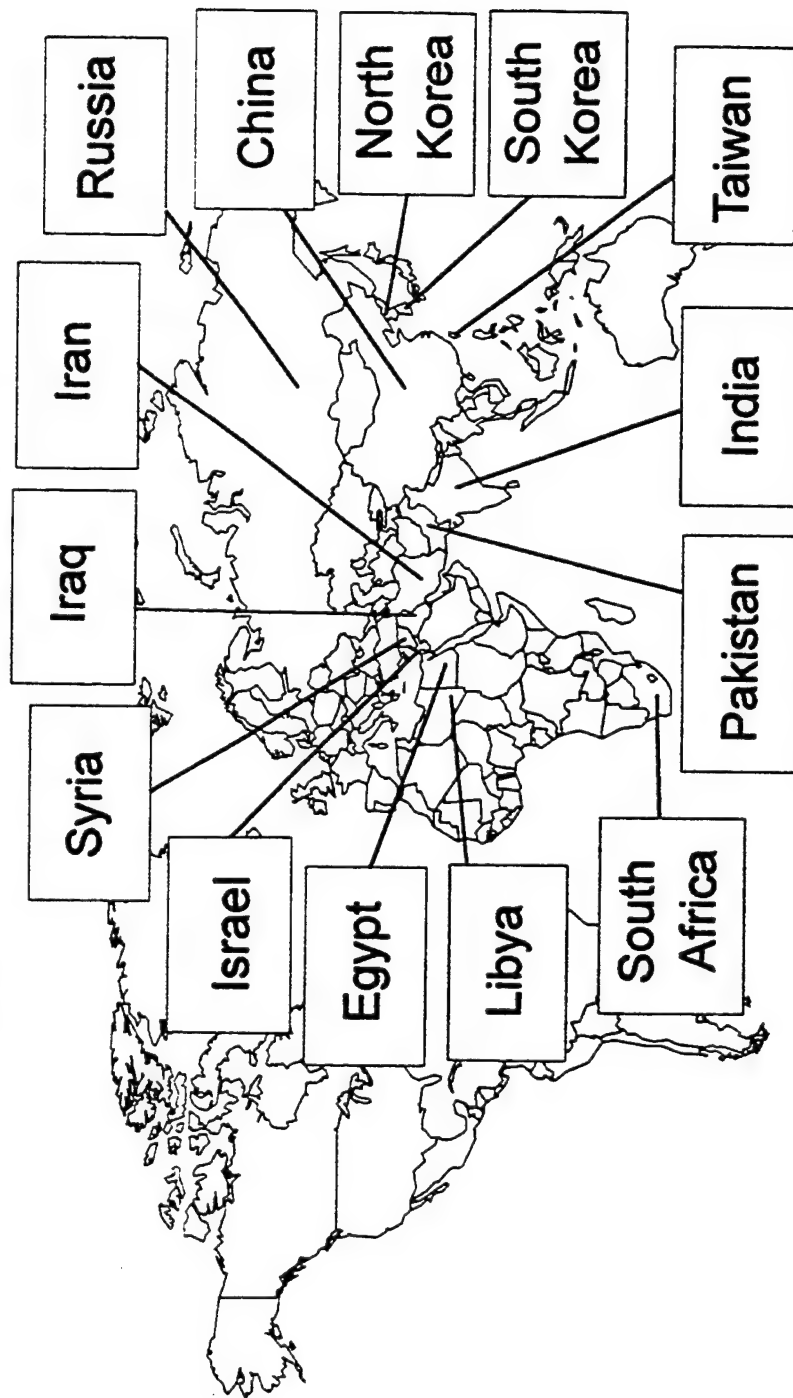 Syria
Iraq
Iran
Russia
Israel
China
Egypt
North
Korea
Libya
South
Korea
South
Africa
Pakistan
India
Taiwan